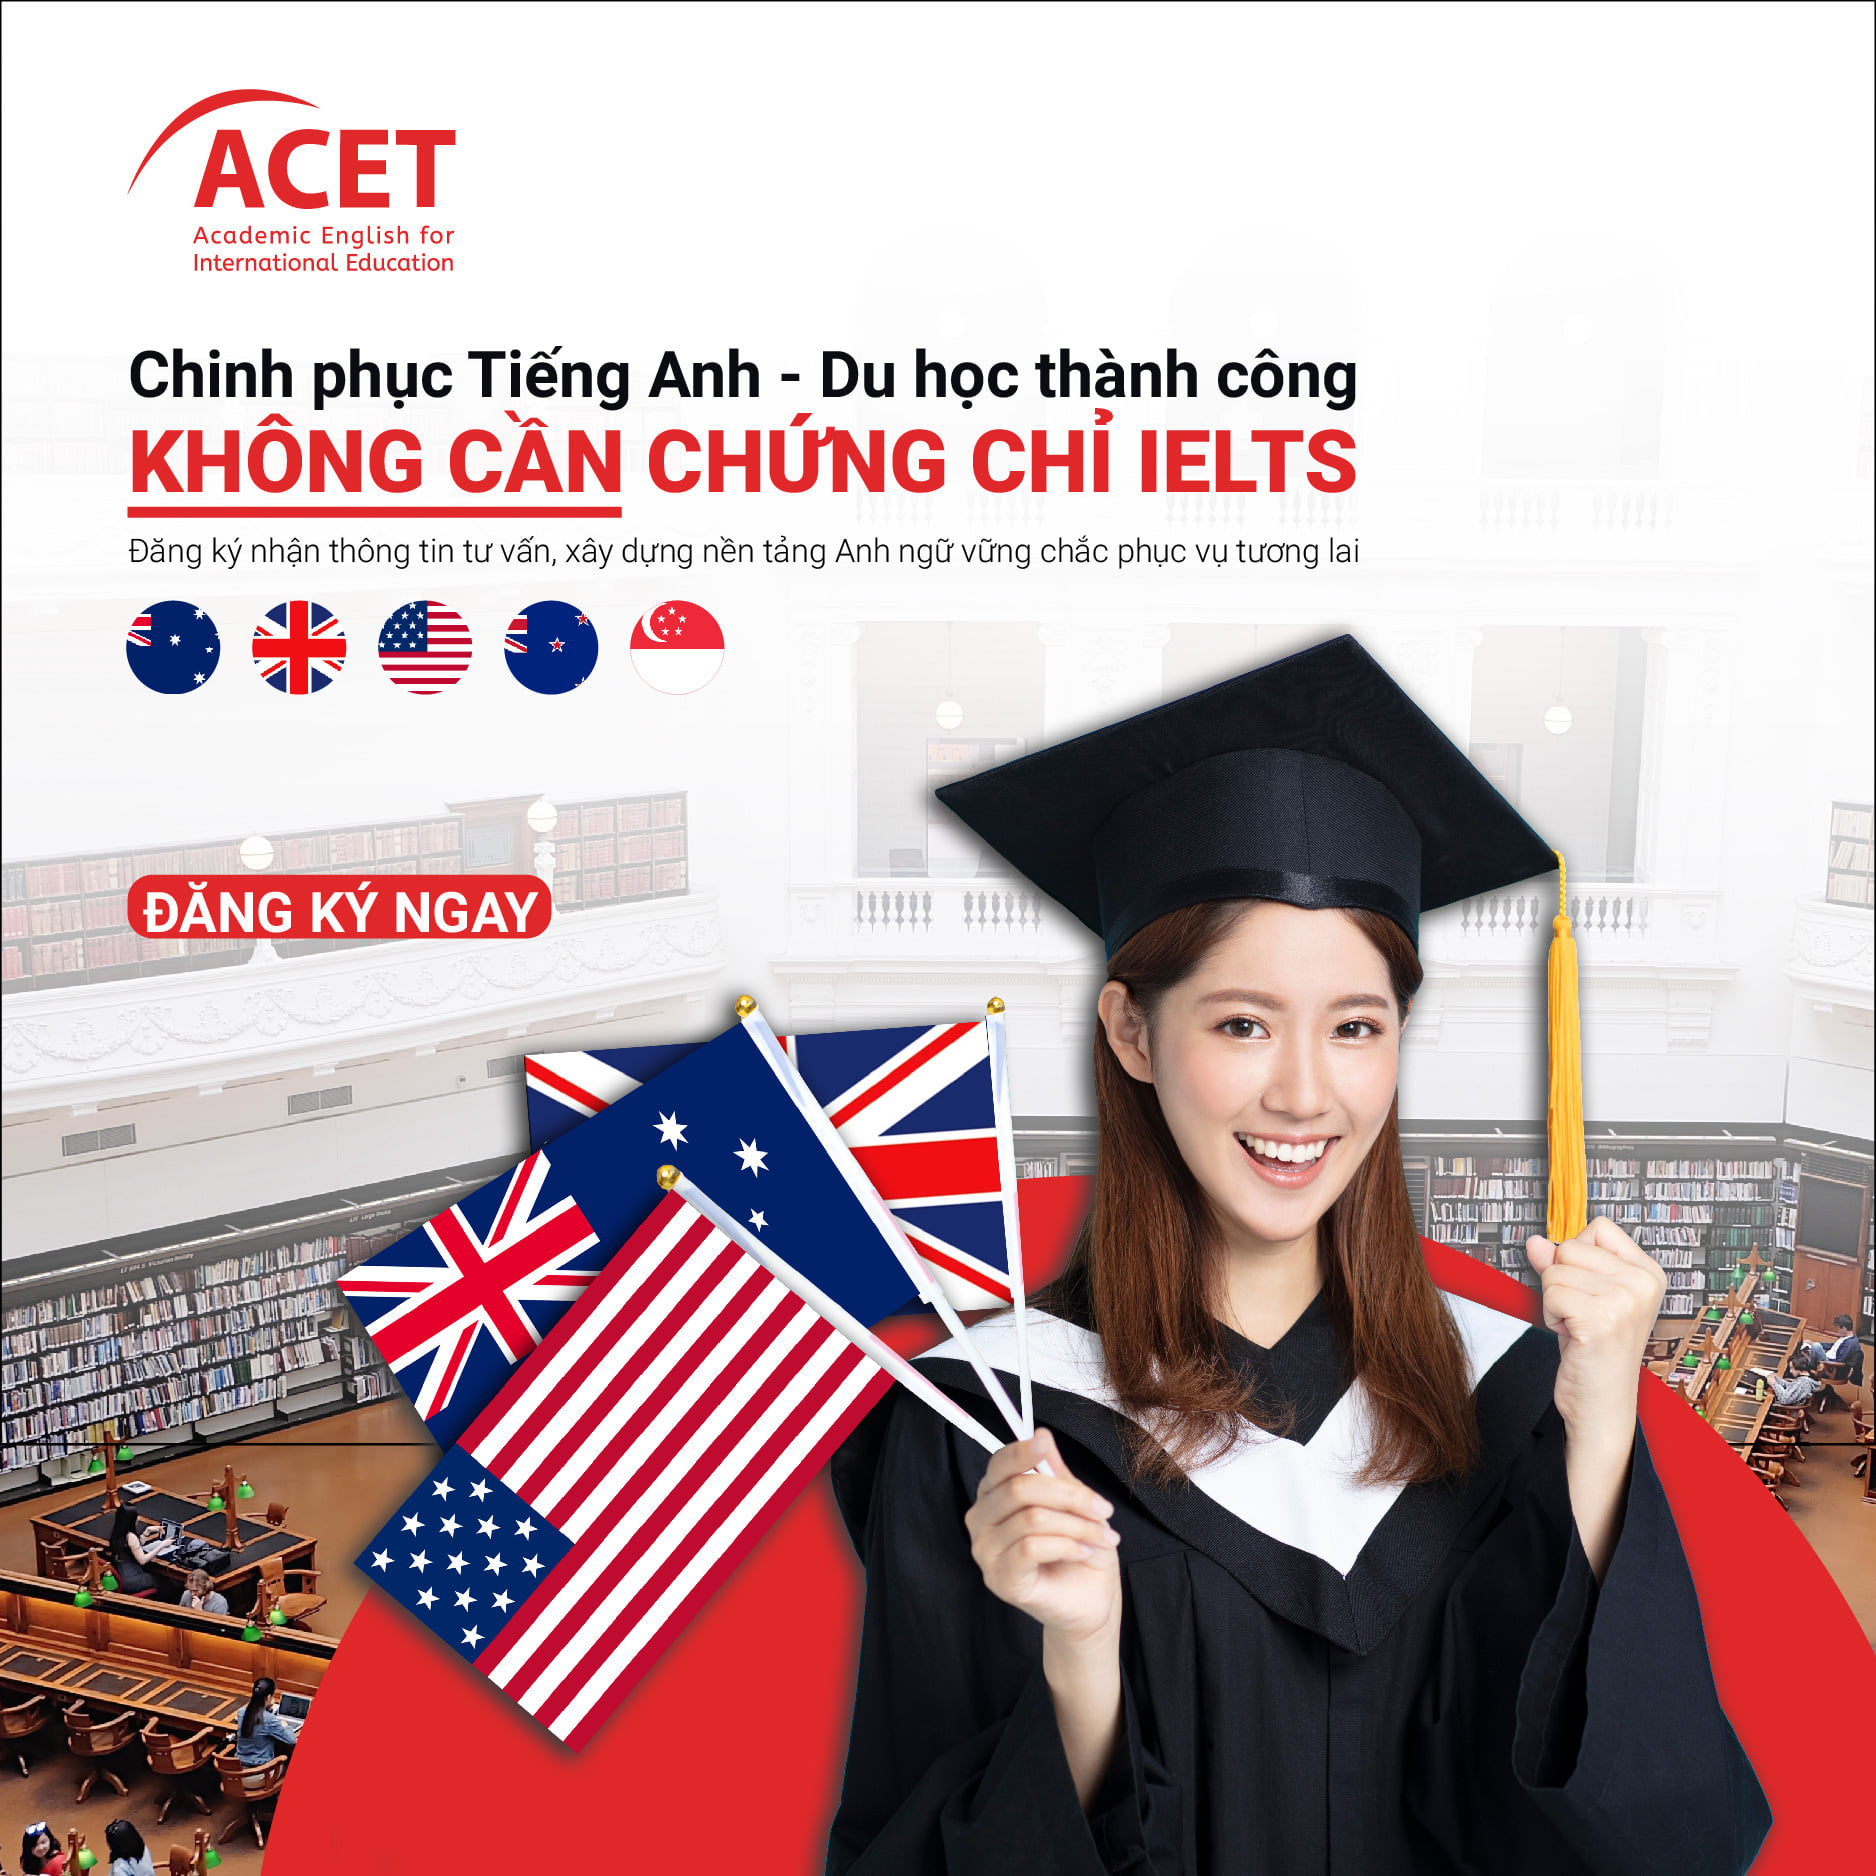 ACET
Academic English for
International Education
Chinh phục Tiếng Anh - Du học thành công
KHÔNG CẦN CHỨNG CHỈ IELTS
Đăng ký nhận thông tin tư vấn, xây dựng nền tảng Anh ngữ vững chắc phục vụ tương lai
ĐĂNG KÝ NGAY